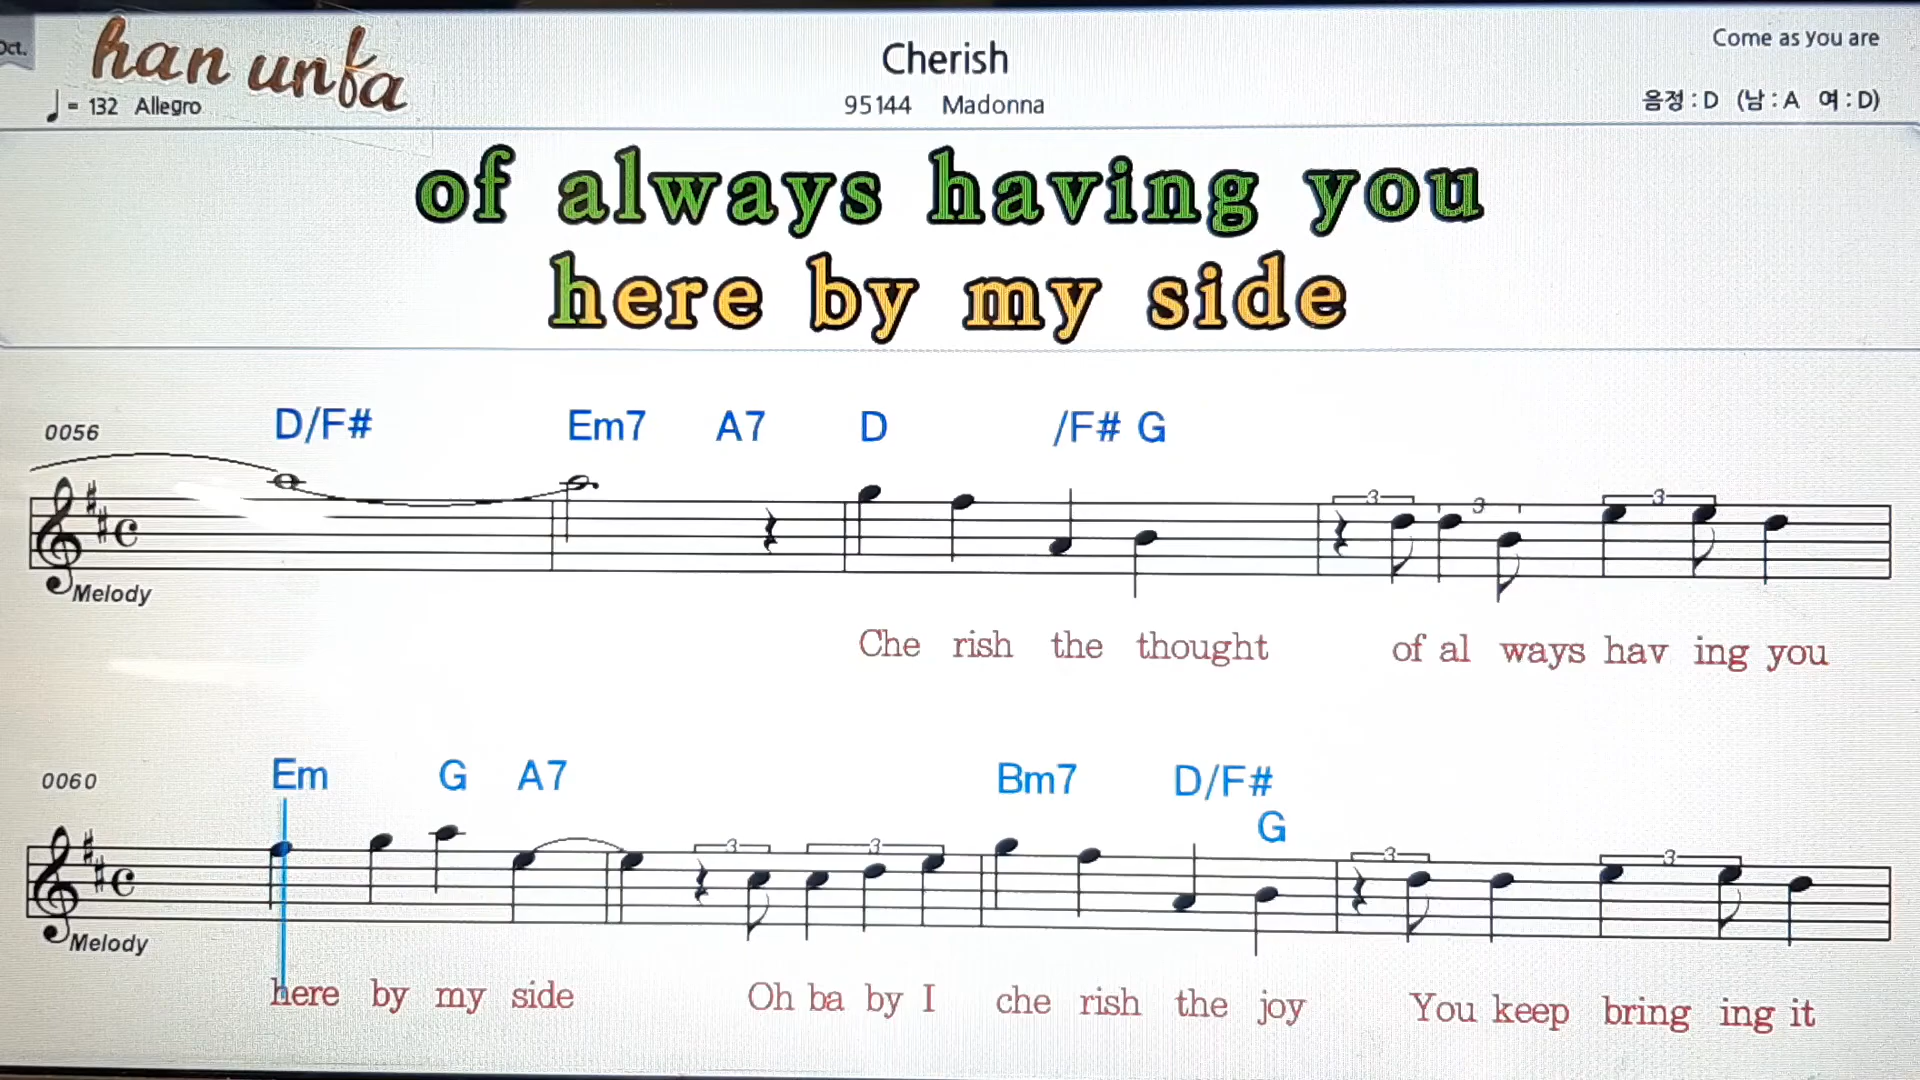 Oct.
han unfa
Cherish
Come as you are
♩ = 132 Allegro
95144 Madonna
음정 : D (남 : A 여 : D)
of always having you
here by my side
0056
D/F# Em7 A7 D /F# G
3 3 3
Melody
Che rish the thought of al ways hav ing you
0060
Em G A7 Bm7 D/F#
G
3 3 3 3
Melody
here by my side Oh ba by I che rish the joy You keep bring ing it